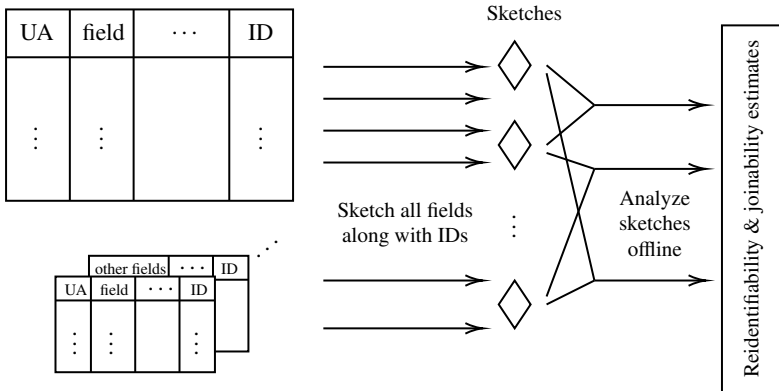 Sketches
UA field ··· ID
⋮ ⋮ ⋮
Sketch all fields
along with IDs
⋮
Analyze
sketches
offline
Reidentifiability & joinability estimates
other fields ··· ID
UA field ··· ID
⋮ ⋮ ⋮